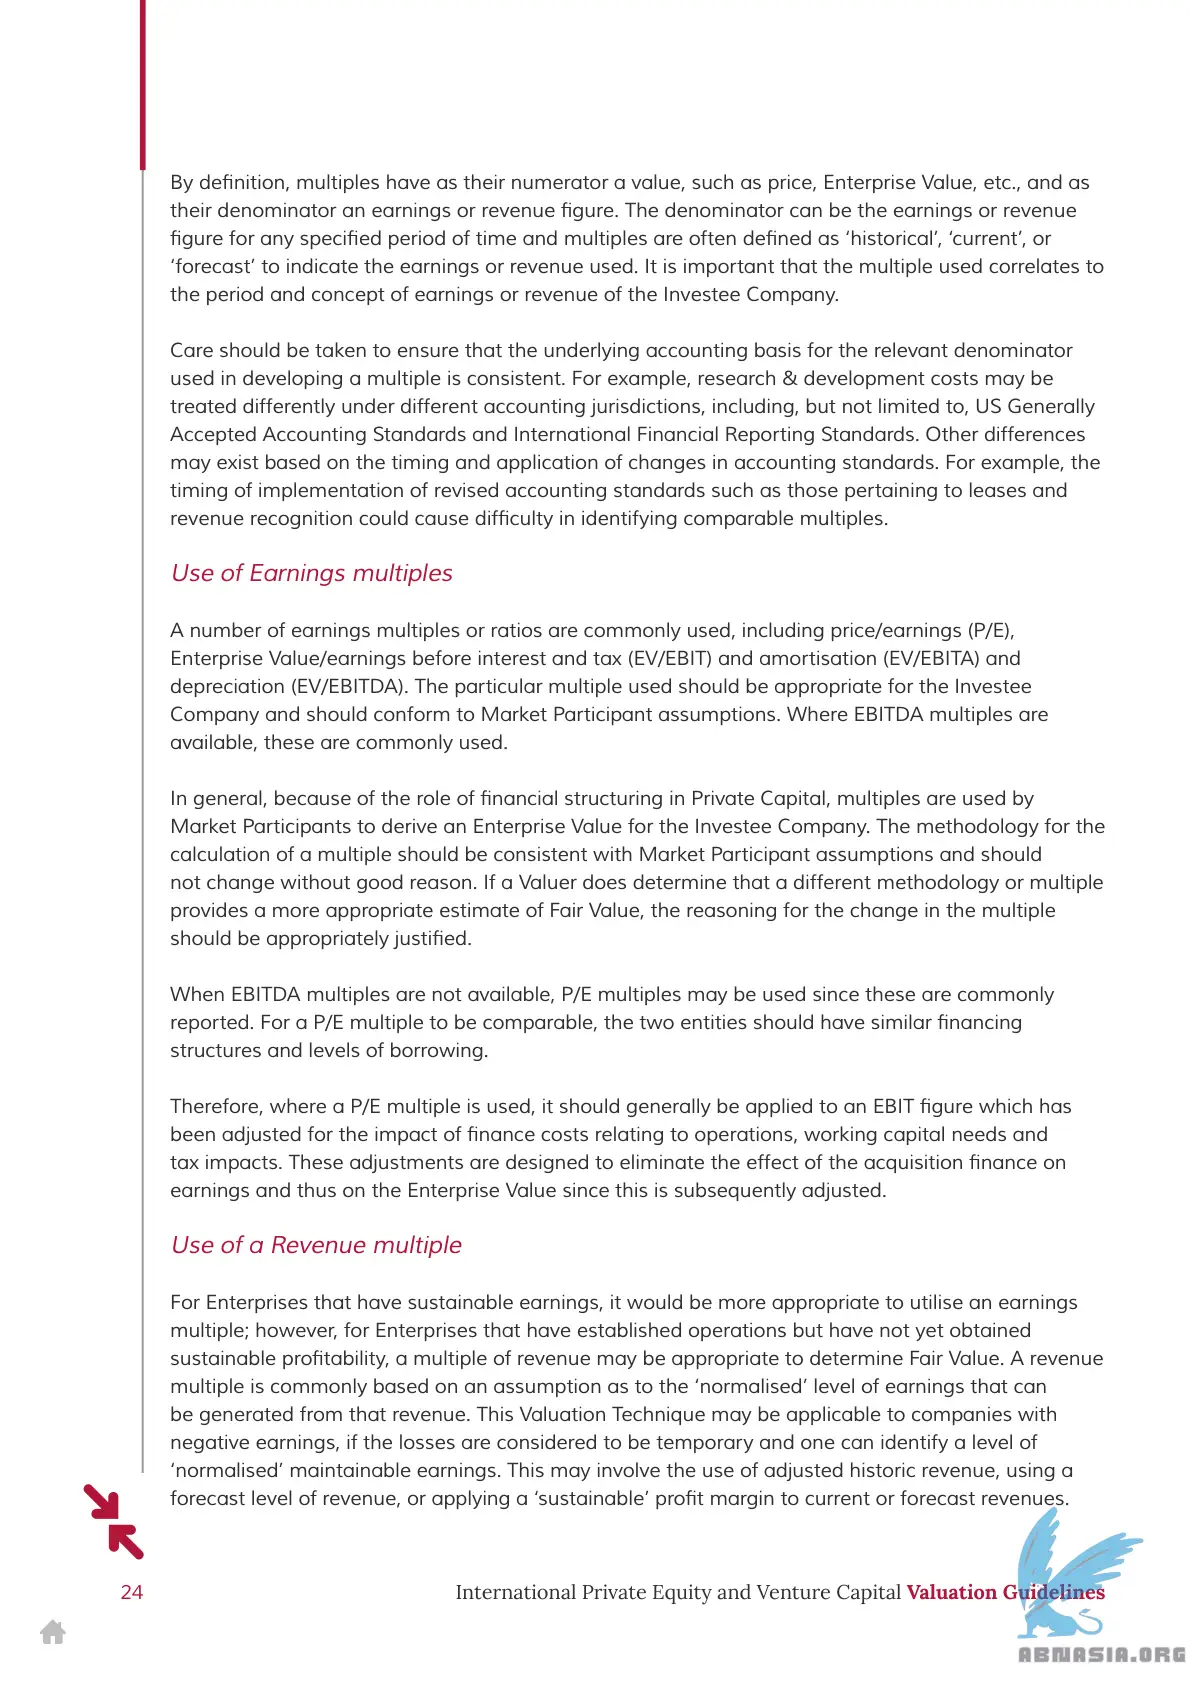 By definition, multiples have as their numerator a value, such as price, Enterprise Value, etc., and as
their denominator an earnings or revenue figure. The denominator can be the earnings or revenue
figure for any specified period of time and multiples are often defined as ‘historical’, ‘current’, or
‘forecast’ to indicate the earnings or revenue used. It is important that the multiple used correlates to
the period and concept of earnings or revenue of the Investee Company.
Care should be taken to ensure that the underlying accounting basis for the relevant denominator
used in developing a multiple is consistent. For example, research & development costs may be
treated differently under different accounting jurisdictions, including, but not limited to, US Generally
Accepted Accounting Standards and International Financial Reporting Standards. Other differences
may exist based on the timing and application of changes in accounting standards. For example, the
timing of implementation of revised accounting standards such as those pertaining to leases and
revenue recognition could cause difficulty in identifying comparable multiples.
Use of Earnings multiples
A number of earnings multiples or ratios are commonly used, including price/earnings (P/E),
Enterprise Value/earnings before interest and tax (EV/EBIT) and amortisation (EV/EBITA) and
depreciation (EV/EBITDA). The particular multiple used should be appropriate for the Investee
Company and should conform to Market Participant assumptions. Where EBITDA multiples are
available, these are commonly used.
In general, because of the role of financial structuring in Private Capital, multiples are used by
Market Participants to derive an Enterprise Value for the Investee Company. The methodology for the
calculation of a multiple should be consistent with Market Participant assumptions and should
not change without good reason. If a Valuer does determine that a different methodology or multiple
provides a more appropriate estimate of Fair Value, the reasoning for the change in the multiple
should be appropriately justified.
When EBITDA multiples are not available, P/E multiples may be used since these are commonly
reported. For a P/E multiple to be comparable, the two entities should have similar financing
structures and levels of borrowing.
Therefore, where a P/E multiple is used, it should generally be applied to an EBIT figure which has
been adjusted for the impact of finance costs relating to operations, working capital needs and
tax impacts. These adjustments are designed to eliminate the effect of the acquisition finance on
earnings and thus on the Enterprise Value since this is subsequently adjusted.
Use of a Revenue multiple
For Enterprises that have sustainable earnings, it would be more appropriate to utilise an earnings
multiple; however, for Enterprises that have established operations but have not yet obtained
sustainable profitability, a multiple of revenue may be appropriate to determine Fair Value. A revenue
multiple is commonly based on an assumption as to the ‘normalised’ level of earnings that can
be generated from that revenue. This Valuation Technique may be applicable to companies with
negative earnings, if the losses are considered to be temporary and one can identify a level of
‘normalised’ maintainable earnings. This may involve the use of adjusted historic revenue, using a
forecast level of revenue, or applying a ‘sustainable’ profit margin to current or forecast revenues.
24
International Private Equity and Venture Capital Valuation Guidelines
ABNASIA.ORG